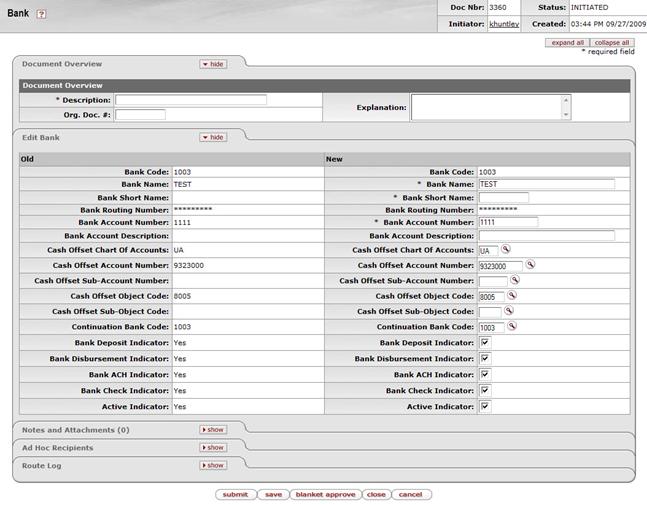 Bank ?
Doc Nbr: 3360 Status: INITIATED
Initiator: khuntley Created: 03:44 PM 09/27/2009
expand all collapse all
* required field
Document Overview hide
Document Overview
* Description: Explanation:
Org. Doc. #:
Edit Bank hide
Old New
Bank Code: 1003 Bank Code: 1003
Bank Name: TEST * Bank Name: TEST
Bank Short Name: * Bank Short Name:
Bank Routing Number: ********* Bank Routing Number: *********
Bank Account Number: 1111 * Bank Account Number: 1111
Bank Account Description: Bank Account Description:
Cash Offset Chart Of Accounts: UA Cash Offset Chart Of Accounts: UA
Cash Offset Account Number: 9323000 Cash Offset Account Number: 9323000
Cash Offset Sub-Account Number: Cash Offset Sub-Account Number:
Cash Offset Object Code: 8005 Cash Offset Object Code: 8005
Cash Offset Sub-Object Code: Cash Offset Sub-Object Code:
Continuation Bank Code: 1003 Continuation Bank Code: 1003
Bank Deposit Indicator: Yes Bank Deposit Indicator:
Bank Disbursement Indicator: Yes Bank Disbursement Indicator:
Bank ACH Indicator: Yes Bank ACH Indicator:
Bank Check Indicator: Yes Bank Check Indicator:
Active Indicator: Yes Active Indicator:
Notes and Attachments (0) show
Ad Hoc Recipients show
Route Log show
submit save blanket approve close cancel